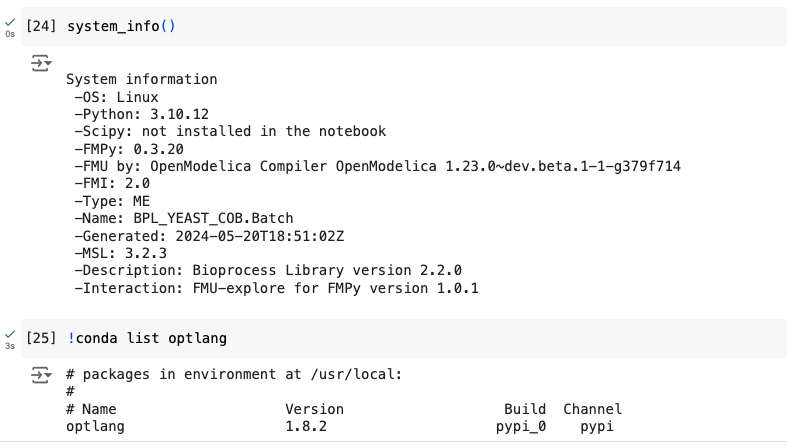 [24] system_info()
0s
System information
-OS: Linux
-Python: 3.10.12
-Scipy: not installed in the notebook
-FMPy: 0.3.20
-FMU by: OpenModelica Compiler OpenModelica 1.23.0~dev.beta.1-1-g379f714
-FMI: 2.0
-Type: ME
-Name: BPL_YEAST_COB.Batch
-Generated: 2024-05-20T18:51:02Z
-MSL: 3.2.3
-Description: Bioprocess Library version 2.2.0
-Interaction: FMU-explore for FMPy version 1.0.1
[25] !conda list optlang
3s
# packages in environment at /usr/local:
#
# Name Version Build Channel
optlang 1.8.2 pypi_0 pypi